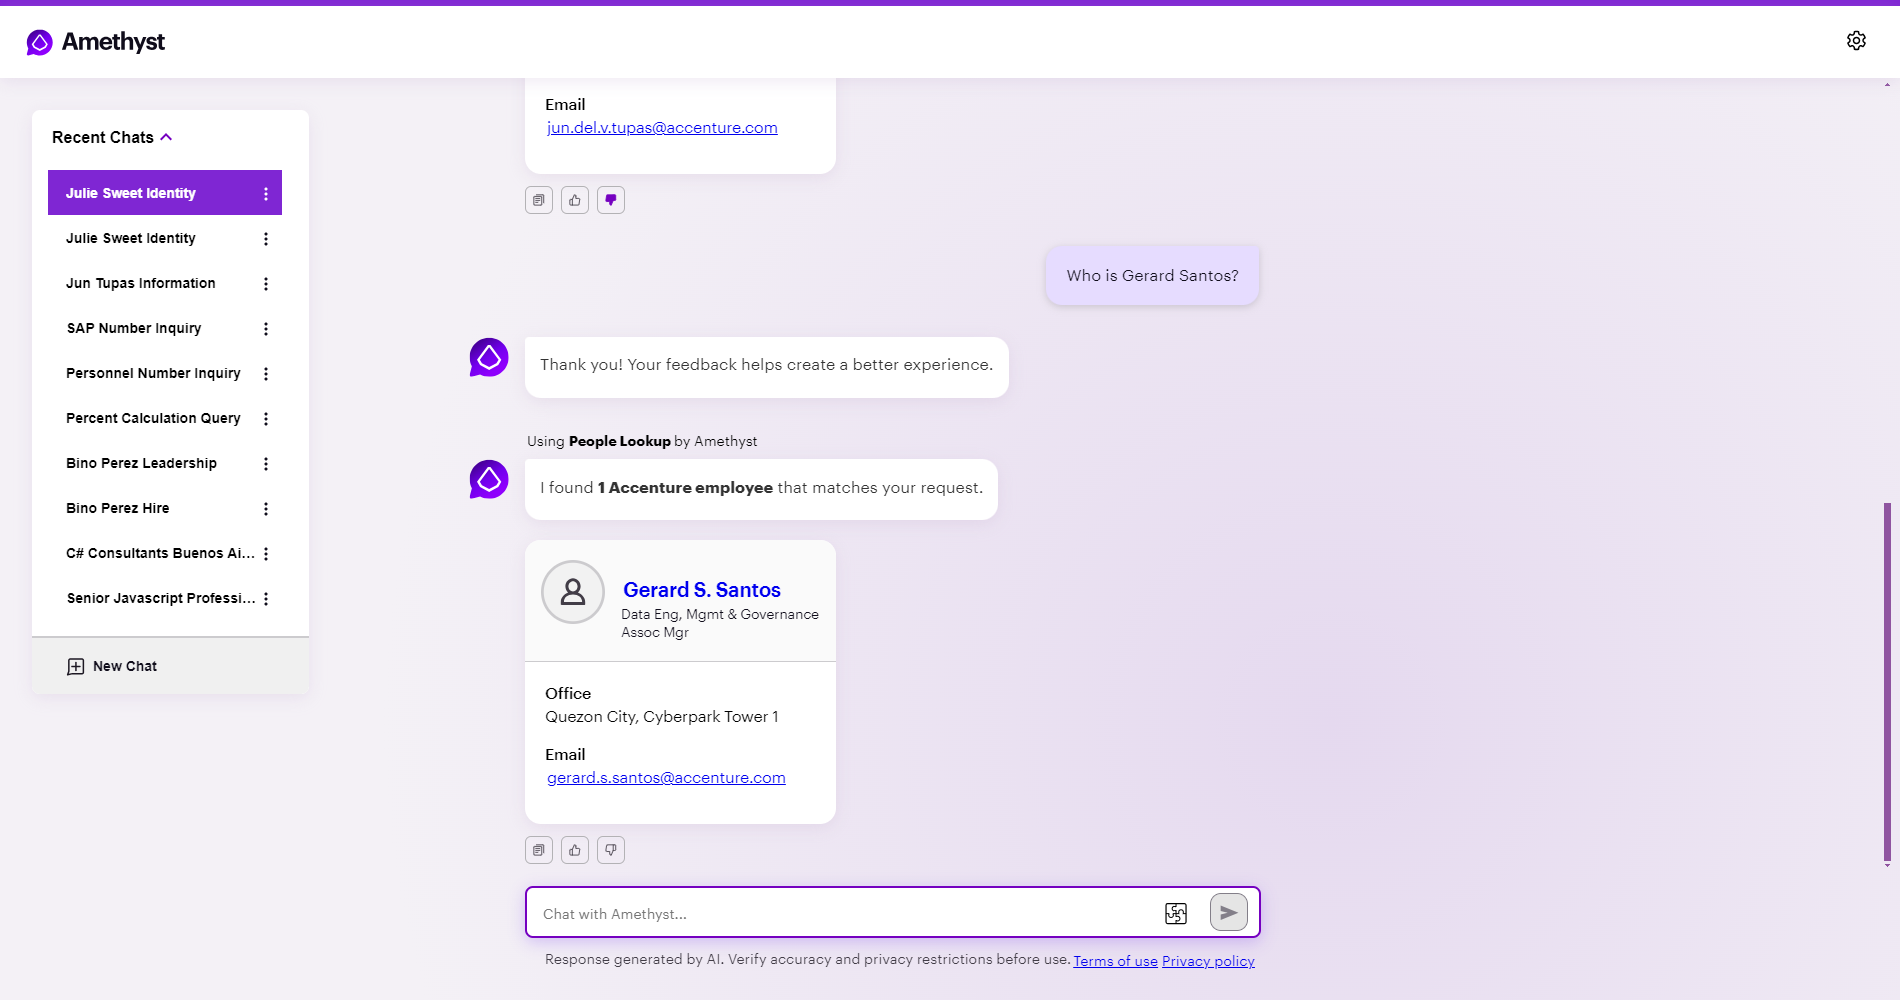 Amethyst
Recent Chats
Julie Sweet Identity
Julie Sweet Identity
Jun Tupas Information
SAP Number Inquiry
Personnel Number Inquiry
Percent Calculation Query
Bino Perez Leadership
Bino Perez Hire
C# Consultants Buenos Ai...
Senior Javascript Professi...
New Chat
Email
jun.del.v.tupas@accenture.com
Who is Gerard Santos?
Thank you! Your feedback helps create a better experience.
Using People Lookup by Amethyst
I found 1 Accenture employee that matches your request.
Gerard S. Santos
Data Eng, Mgmt & Governance
Assoc Mgr
Office
Quezon City, Cyberpark Tower 1
Email
gerard.s.santos@accenture.com
Chat with Amethyst...
Response generated by AI. Verify accuracy and privacy restrictions before use. Terms of use Privacy policy